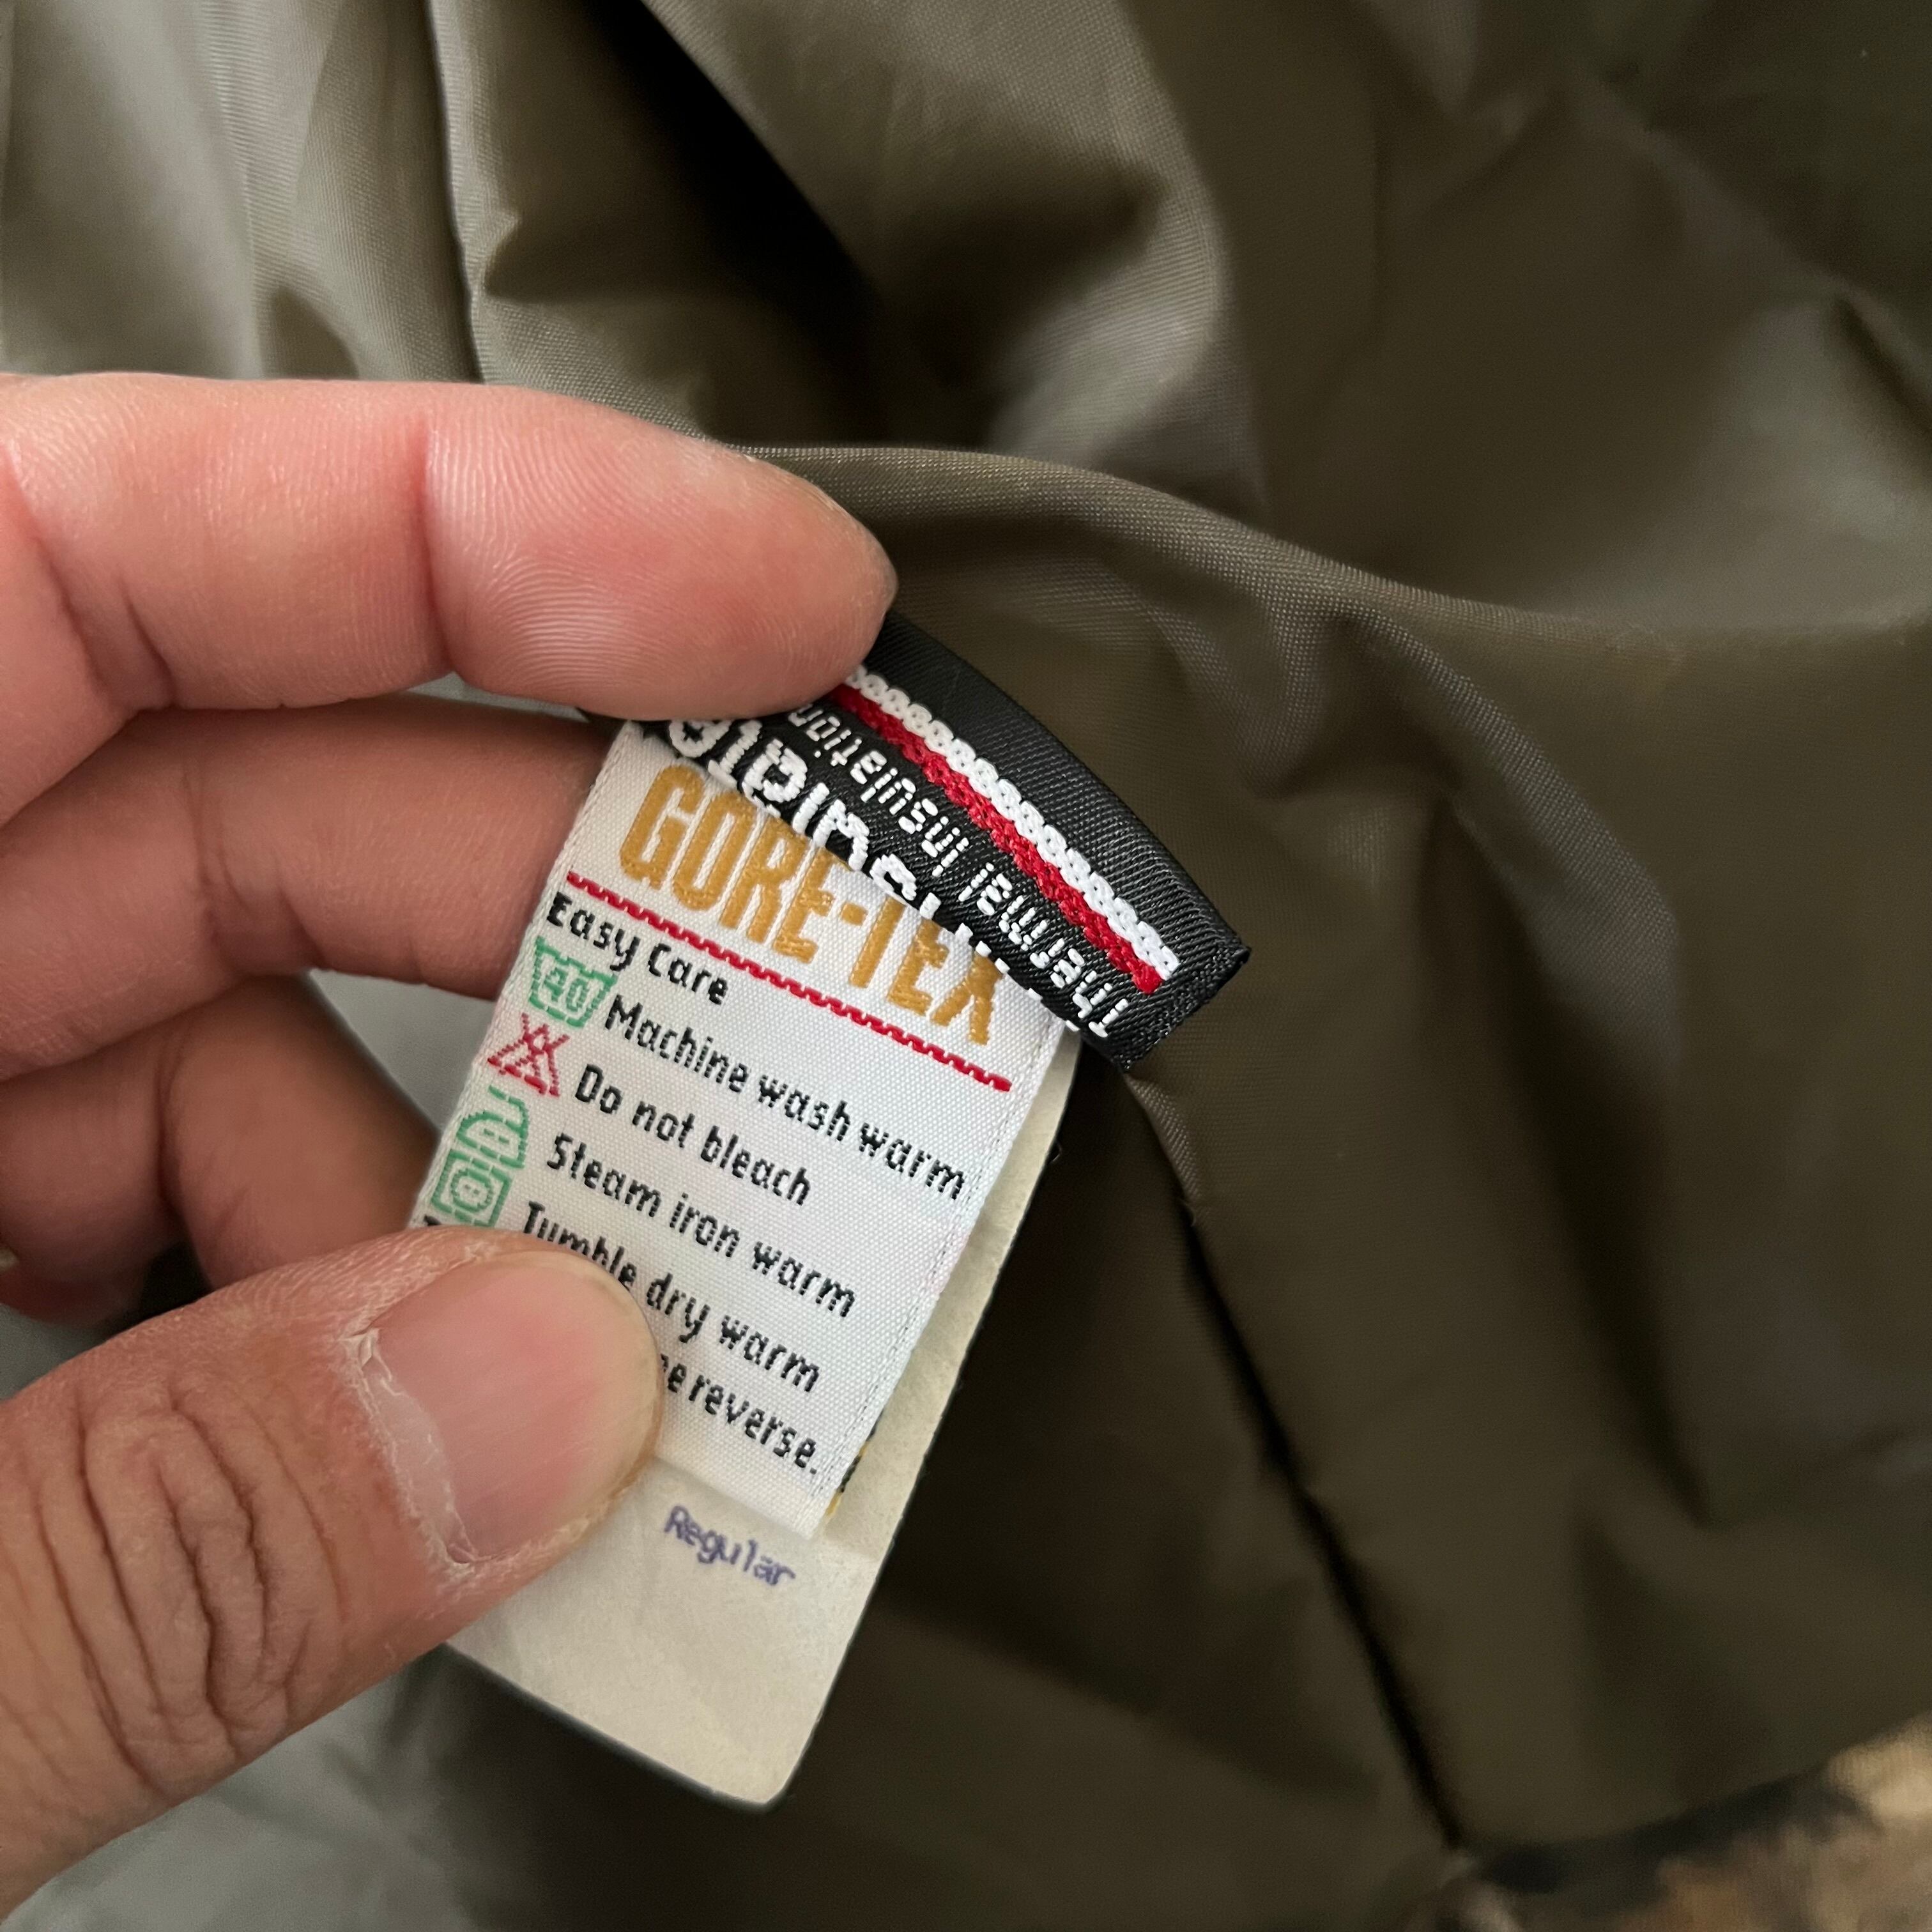 Thermal Insulation
GORE-TEX
Easy Care
40 Machine wash warm
Do not bleach
Steam iron warm
Tumble dry warm
reverse.
Regular